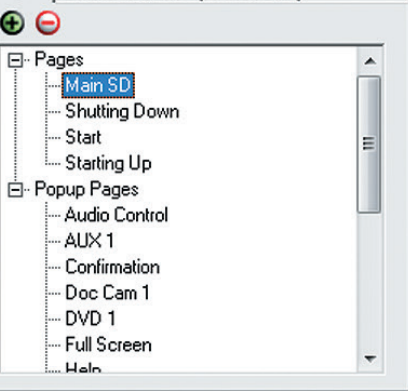 Pages
Main SD
Shutting Down
Start
Starting Up
Popup Pages
Audio Control
AUX 1
Confirmation
Doc Cam 1
DVD 1
Full Screen
Help